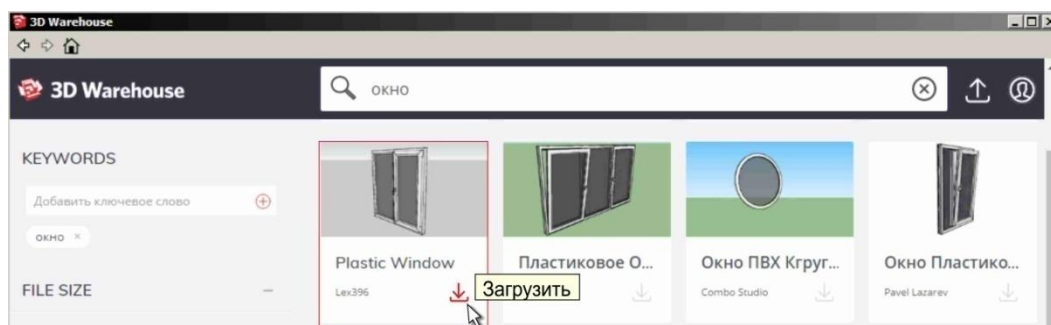 3D Warehouse
3D Warehouse
окно
KEYWORDS
Добавить ключевое слово
окно ×
FILE SIZE
Plastic Window
Lex396
Загрузить
Пластиковое О...
Окно ПВХ Кгруг...
Combo Studio
Окно Пластико...
Pavel Lazarev